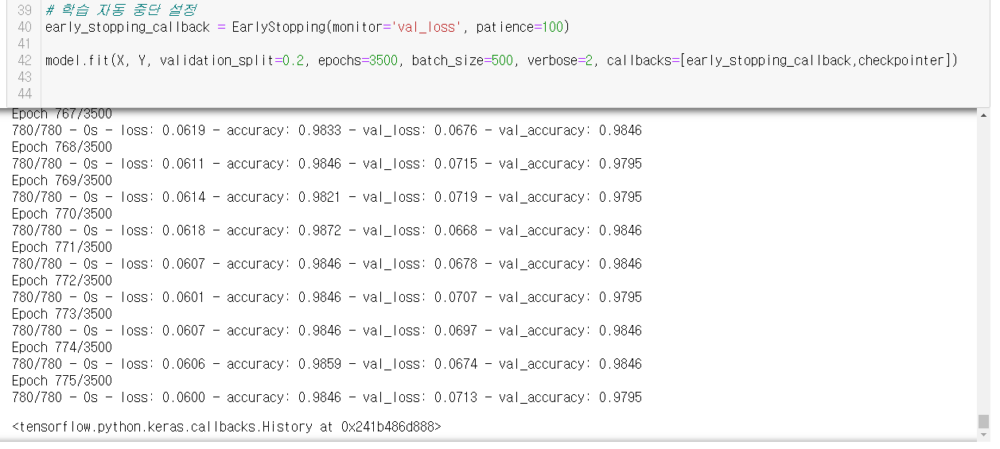 39 # 학습 자동 중단 설정
40 early_stopping_callback = EarlyStopping(monitor='val_loss', patience=100)
41
42 model.fit(X, Y, validation_split=0.2, epochs=3500, batch_size=500, verbose=2, callbacks=[early_stopping_callback,checkpointer])
43
44
Epoch 767/3500
780/780 - 0s - loss: 0.0619 - accuracy: 0.9833 - val_loss: 0.0676 - val_accuracy: 0.9846
Epoch 768/3500
780/780 - 0s - loss: 0.0611 - accuracy: 0.9846 - val_loss: 0.0715 - val_accuracy: 0.9795
Epoch 769/3500
780/780 - 0s - loss: 0.0614 - accuracy: 0.9821 - val_loss: 0.0719 - val_accuracy: 0.9795
Epoch 770/3500
780/780 - 0s - loss: 0.0618 - accuracy: 0.9872 - val_loss: 0.0668 - val_accuracy: 0.9846
Epoch 771/3500
780/780 - 0s - loss: 0.0607 - accuracy: 0.9846 - val_loss: 0.0678 - val_accuracy: 0.9846
Epoch 772/3500
780/780 - 0s - loss: 0.0601 - accuracy: 0.9846 - val_loss: 0.0707 - val_accuracy: 0.9795
Epoch 773/3500
780/780 - 0s - loss: 0.0607 - accuracy: 0.9846 - val_loss: 0.0697 - val_accuracy: 0.9846
Epoch 774/3500
780/780 - 0s - loss: 0.0606 - accuracy: 0.9859 - val_loss: 0.0674 - val_accuracy: 0.9846
Epoch 775/3500
780/780 - 0s - loss: 0.0600 - accuracy: 0.9846 - val_loss: 0.0713 - val_accuracy: 0.9795
<tensorflow.python.keras.callbacks.History at 0x241b486d888>